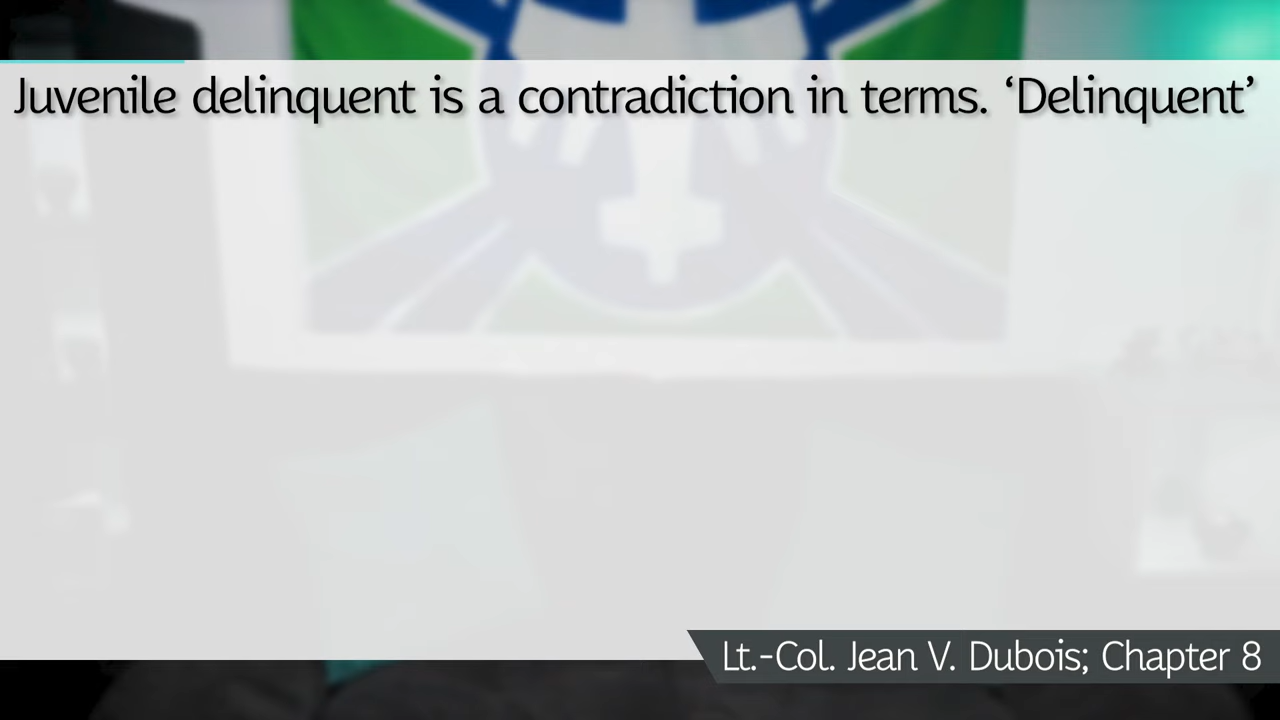 Juvenile delinquent is a contradiction in terms. ‘Delinquent’
Lt.-Col. Jean V. Dubois; Chapter 8